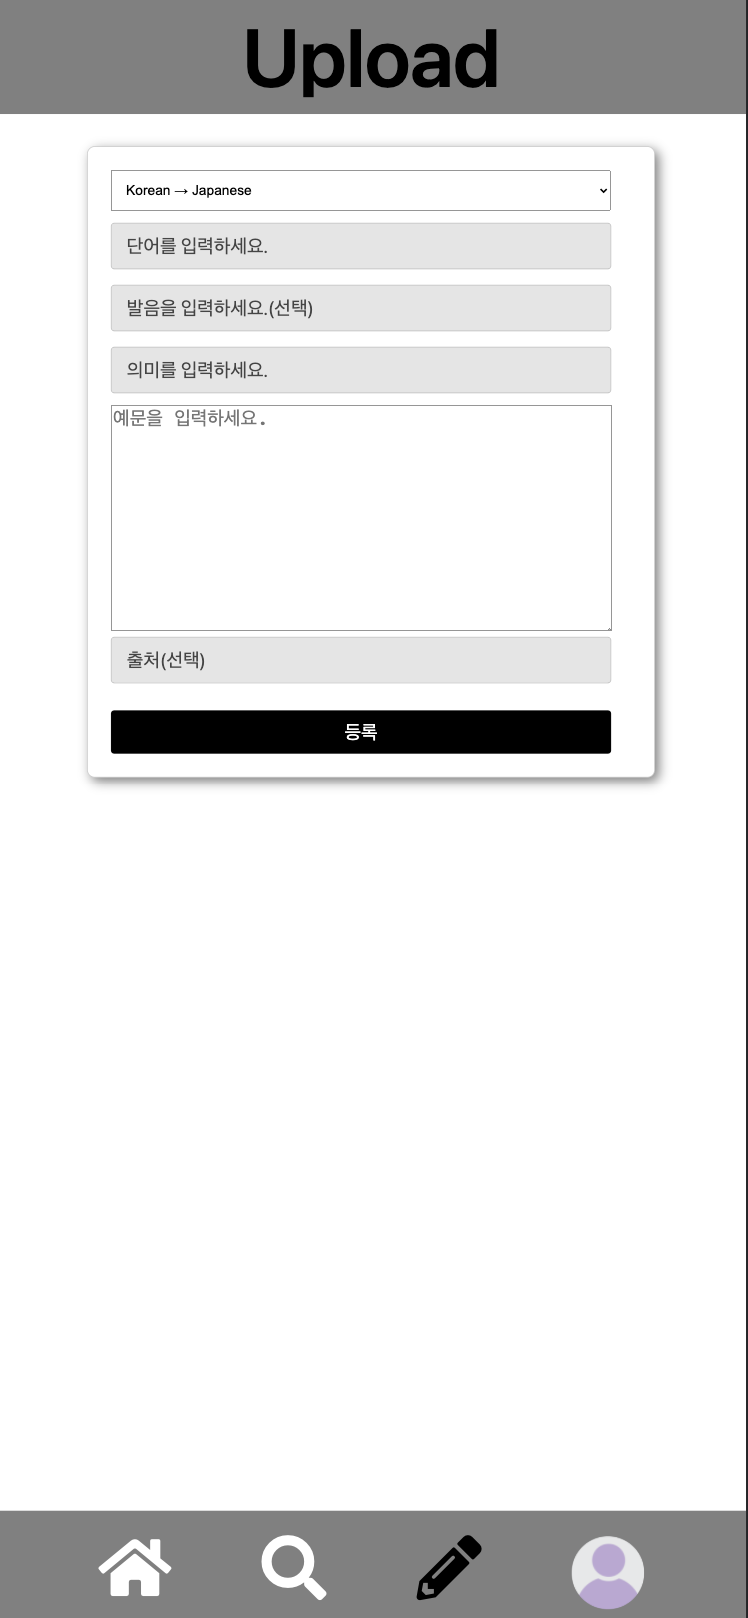 Upload
Korean → Japanese
단어를 입력하세요.
발음을 입력하세요.(선택)
의미를 입력하세요.
예문을 입력하세요.
출처(선택)
등록